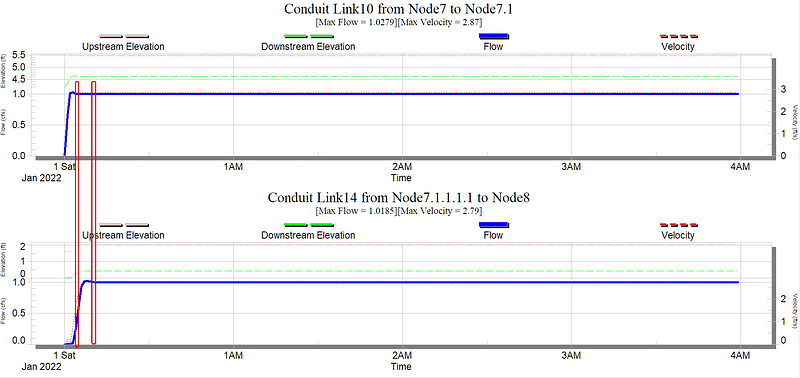 Conduit Link10 from Node7 to Node7.1
[Max Flow = 1.0279][Max Velocity = 2.87]
Upstream Elevation Downstream Elevation Flow Velocity
Elevation (ft)
5.5
5.0
4.5
Flow (cfs)
1.0
0.5
0.0
3
2
1
0
Velocity (ft/s)
1 Sat 1AM 2AM 3AM 4AM
Jan 2022 Time
Conduit Link14 from Node7.1.1.1.1 to Node8
[Max Flow = 1.0185][Max Velocity = 2.79]
Upstream Elevation Downstream Elevation Flow Velocity
Elevation (ft)
2
1
0
Flow (cfs)
1.0
0.5
0.0
2
1
0
Velocity (ft/s)
1 Sat 1AM 2AM 3AM 4AM
Jan 2022 Time